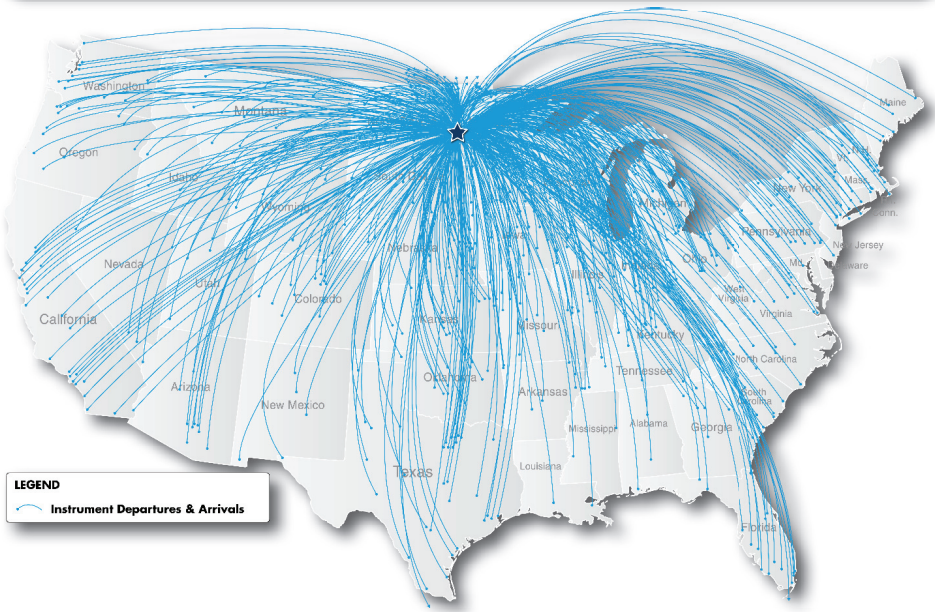 Washington
Montana
Maine
Oregon
Idaho
Vt.
N.H.
Mass.
New York
Michigan
Wyoming
Conn.
Pennsylvania
Nebraska
Iowa
New Jersey
Ohio
Nevada
Md.
Utah
Illinois
West
Virginia
Colorado
Virginia
California
Kansas
Missouri
Kentucky
North Carolina
Tennessee
Oklahoma
Arizona
Arkansas
South
Carolina
New Mexico
Mississippi
Alabama
Georgia
Louisiana
Texas
LEGEND
Instrument Departures & Arrivals
Florida